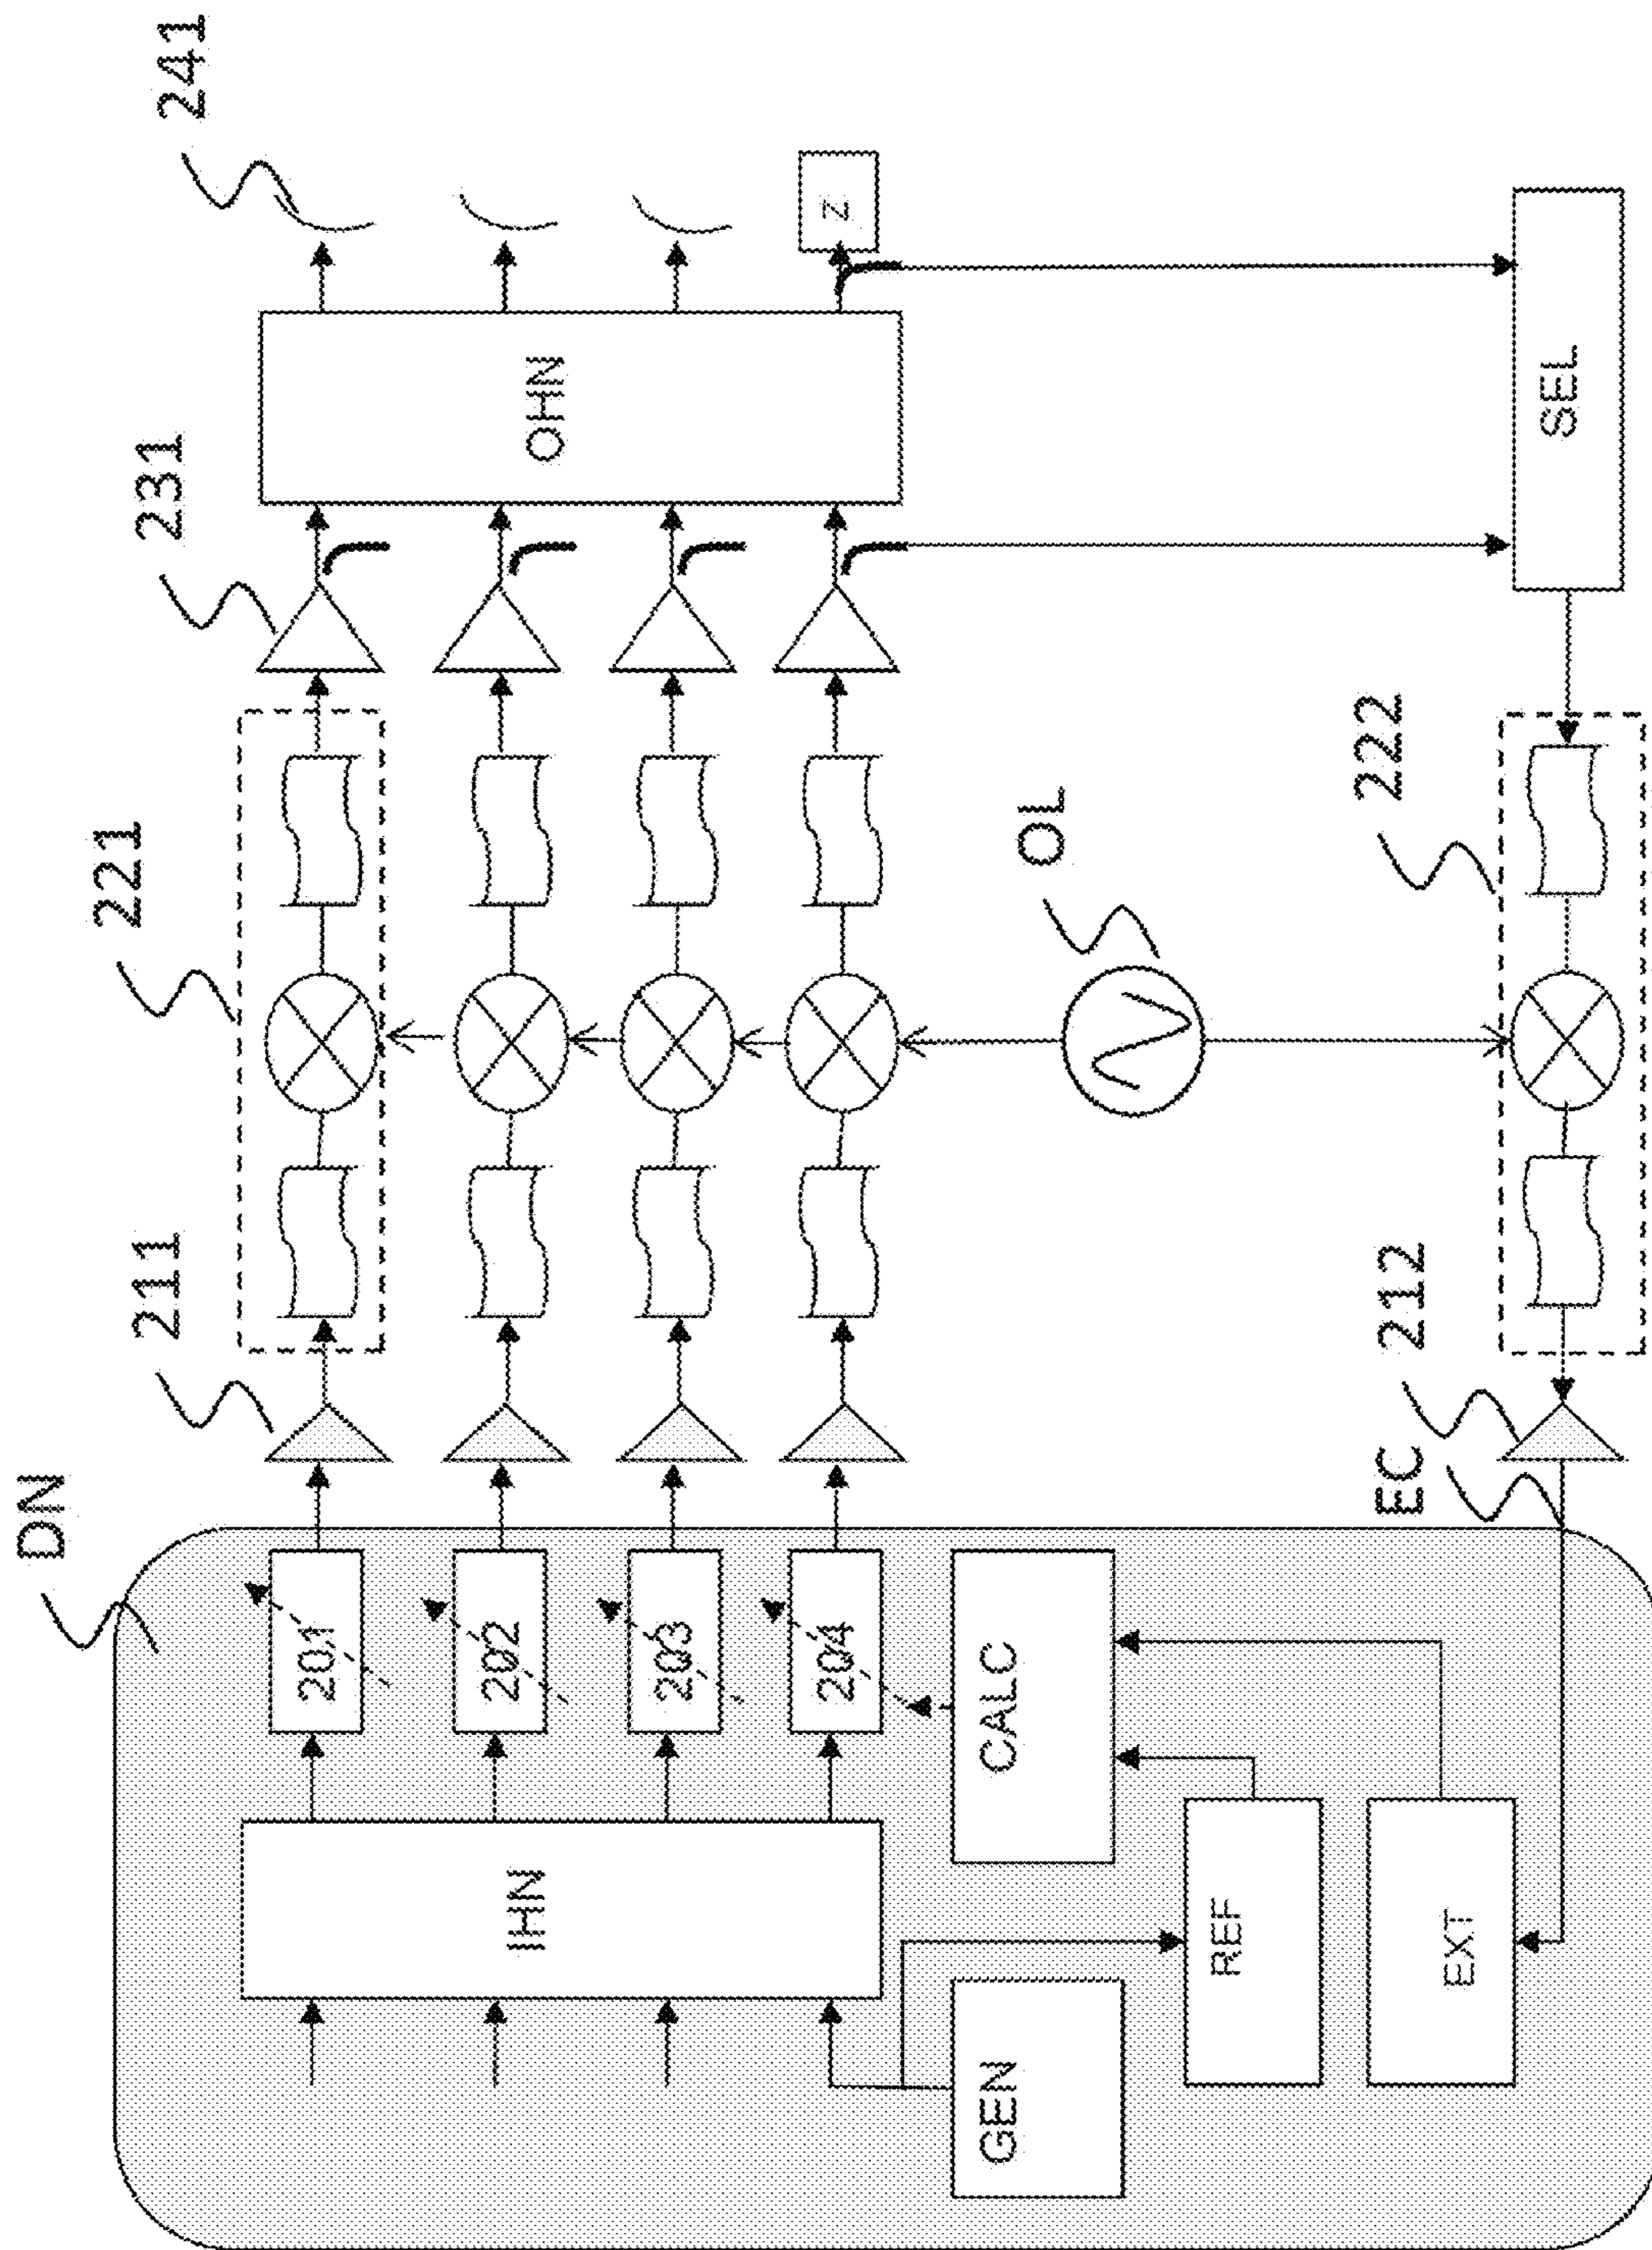 DN
211
221
231
241
IHN
201
202
203
204
OHN
z
GEN
CALC
OL
REF
EXT
EC
212
222
SEL